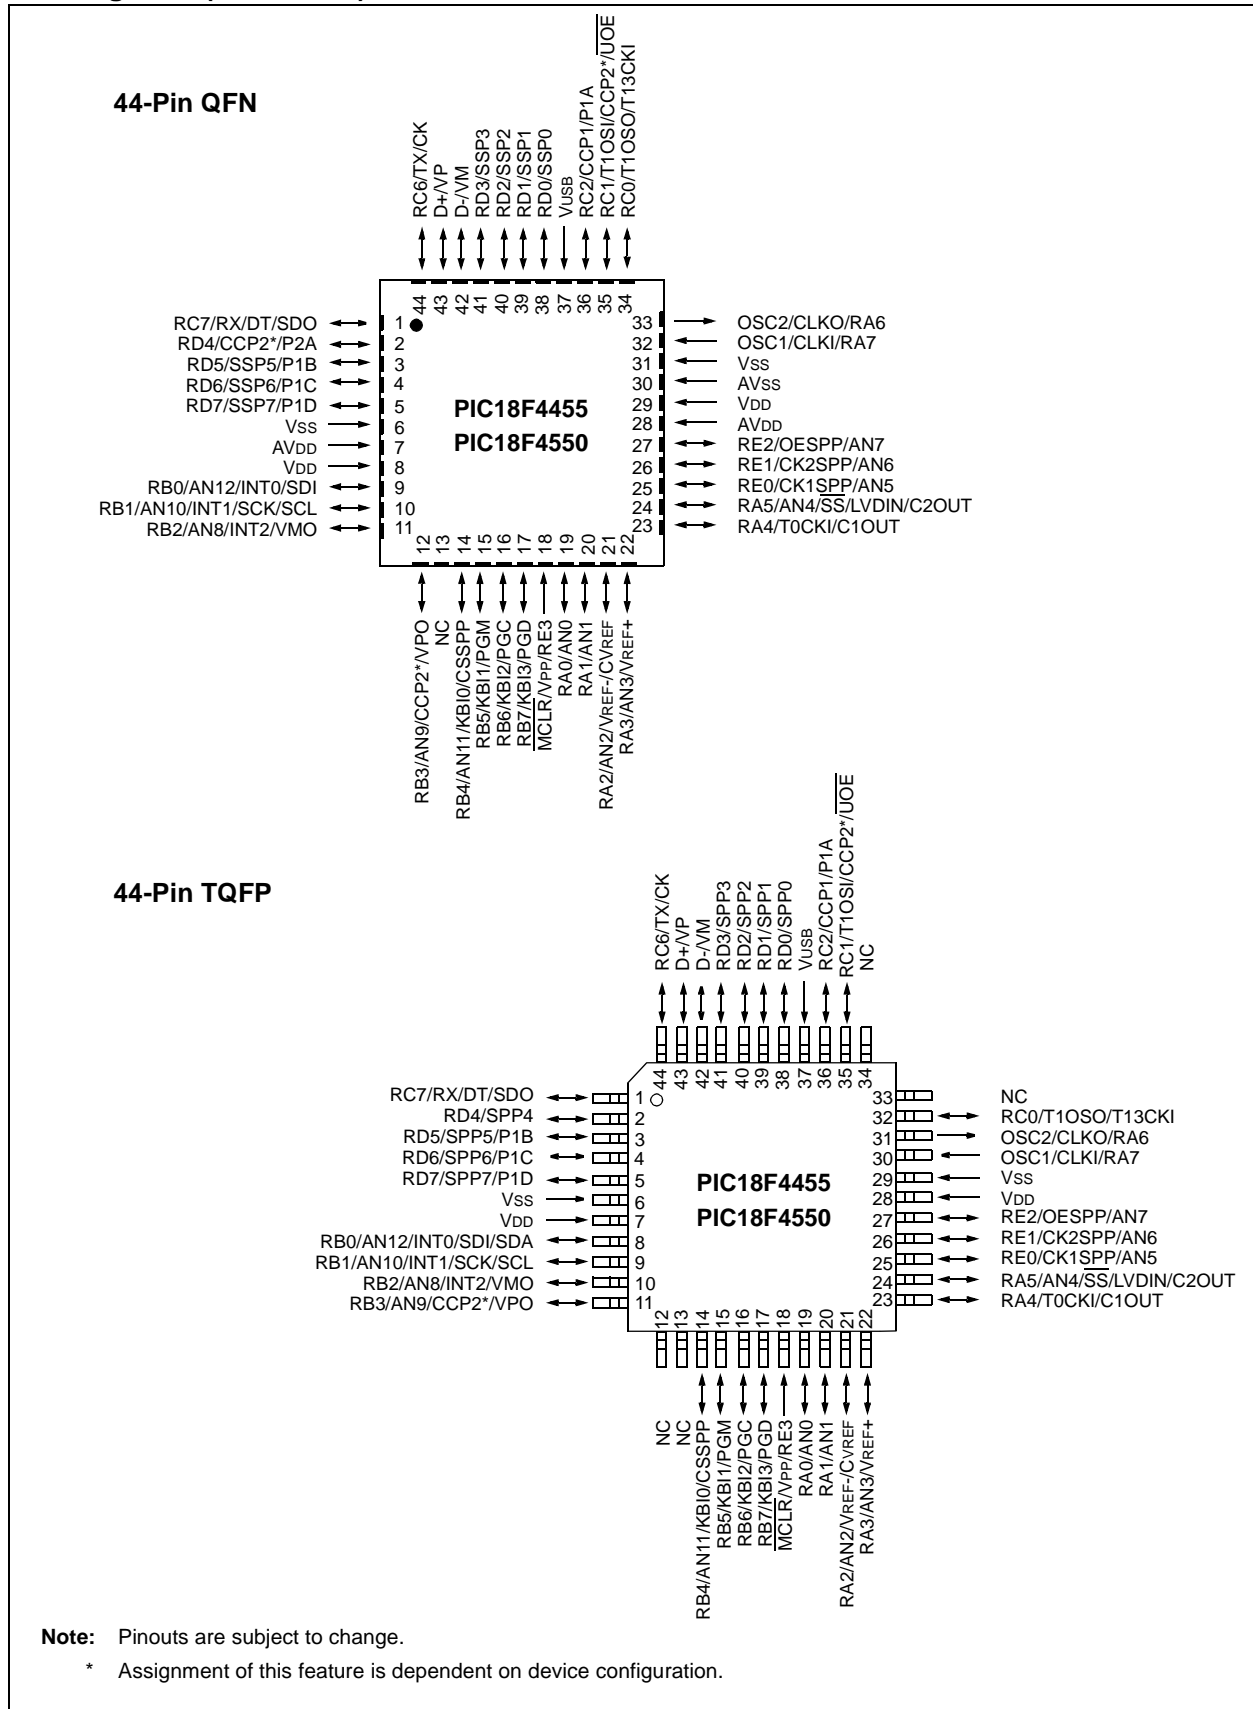 44-Pin QFN
RC6/TX/CK
D+/VP
D-/VM
RD3/SSP3
RD2/SSP2
RD1/SSP1
RD0/SSP0
VUSB
RC2/CCP1/P1A
RC1/T1OSI/CCP2*/UOE
RC0/T1OSO/T13CKI
44
43
42
41
40
39
38
37
36
35
34
RC7/RX/DT/SDO 1
RD4/CCP2*/P2A 2
RD5/SSP5/P1B 3
RD6/SSP6/P1C 4
RD7/SSP7/P1D 5
VSS 6
AVDD 7
VDD 8
RB0/AN12/INT0/SDI 9
RB1/AN10/INT1/SCK/SCL 10
RB2/AN8/INT2/VMO 11
PIC18F4455
PIC18F4550
33 OSC2/CLKO/RA6
32 OSC1/CLKI/RA7
31 VSS
30 AVSS
29 VDD
28 AVDD
27 RE2/OESPP/AN7
26 RE1/CK2SPP/AN6
25 RE0/CK1SPP/AN5
24 RA5/AN4/SS/LVDIN/C2OUT
23 RA4/T0CKI/C1OUT
12
13
14
15
16
17
18
19
20
21
22
RB3/AN9/CCP2*/VPO
NC
RB4/AN11/KBI0/CSSPP
RB5/KBI1/PGM
RB6/KBI2/PGC
RB7/KBI3/PGD
MCLR/VPP/RE3
RA0/AN0
RA1/AN1
RA2/AN2/VREF-/CVREF
RA3/AN3/VREF+
44-Pin TQFP
RC6/TX/CK
D+/VP
D-/VM
RD3/SPP3
RD2/SPP2
RD1/SPP1
RD0/SPP0
VUSB
RC2/CCP1/P1A
RC1/T1OSI/CCP2*/UOE
NC
44
43
42
41
40
39
38
37
36
35
34
RC7/RX/DT/SDO 1
RD4/SPP4 2
RD5/SPP5/P1B 3
RD6/SPP6/P1C 4
RD7/SPP7/P1D 5
VSS 6
VDD 7
RB0/AN12/INT0/SDI/SDA 8
RB1/AN10/INT1/SCK/SCL 9
RB2/AN8/INT2/VMO 10
RB3/AN9/CCP2*/VPO 11
PIC18F4455
PIC18F4550
33 NC
32 RC0/T1OSO/T13CKI
31 OSC2/CLKO/RA6
30 OSC1/CLKI/RA7
29 VSS
28 VDD
27 RE2/OESPP/AN7
26 RE1/CK2SPP/AN6
25 RE0/CK1SPP/AN5
24 RA5/AN4/SS/LVDIN/C2OUT
23 RA4/T0CKI/C1OUT
12
13
14
15
16
17
18
19
20
21
22
NC
NC
RB4/AN11/KBI0/CSSPP
RB5/KBI1/PGM
RB6/KBI2/PGC
RB7/KBI3/PGD
MCLR/VPP/RE3
RA0/AN0
RA1/AN1
RA2/AN2/VREF-/CVREF
RA3/AN3/VREF+
Note: Pinouts are subject to change.
* Assignment of this feature is dependent on device configuration.